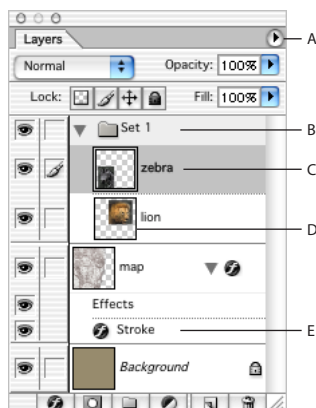 Layers
A
Normal Opacity: 100%
Lock: Fill: 100%
Set 1 B
zebra C
lion
D
map
Effects
Stroke E
Background